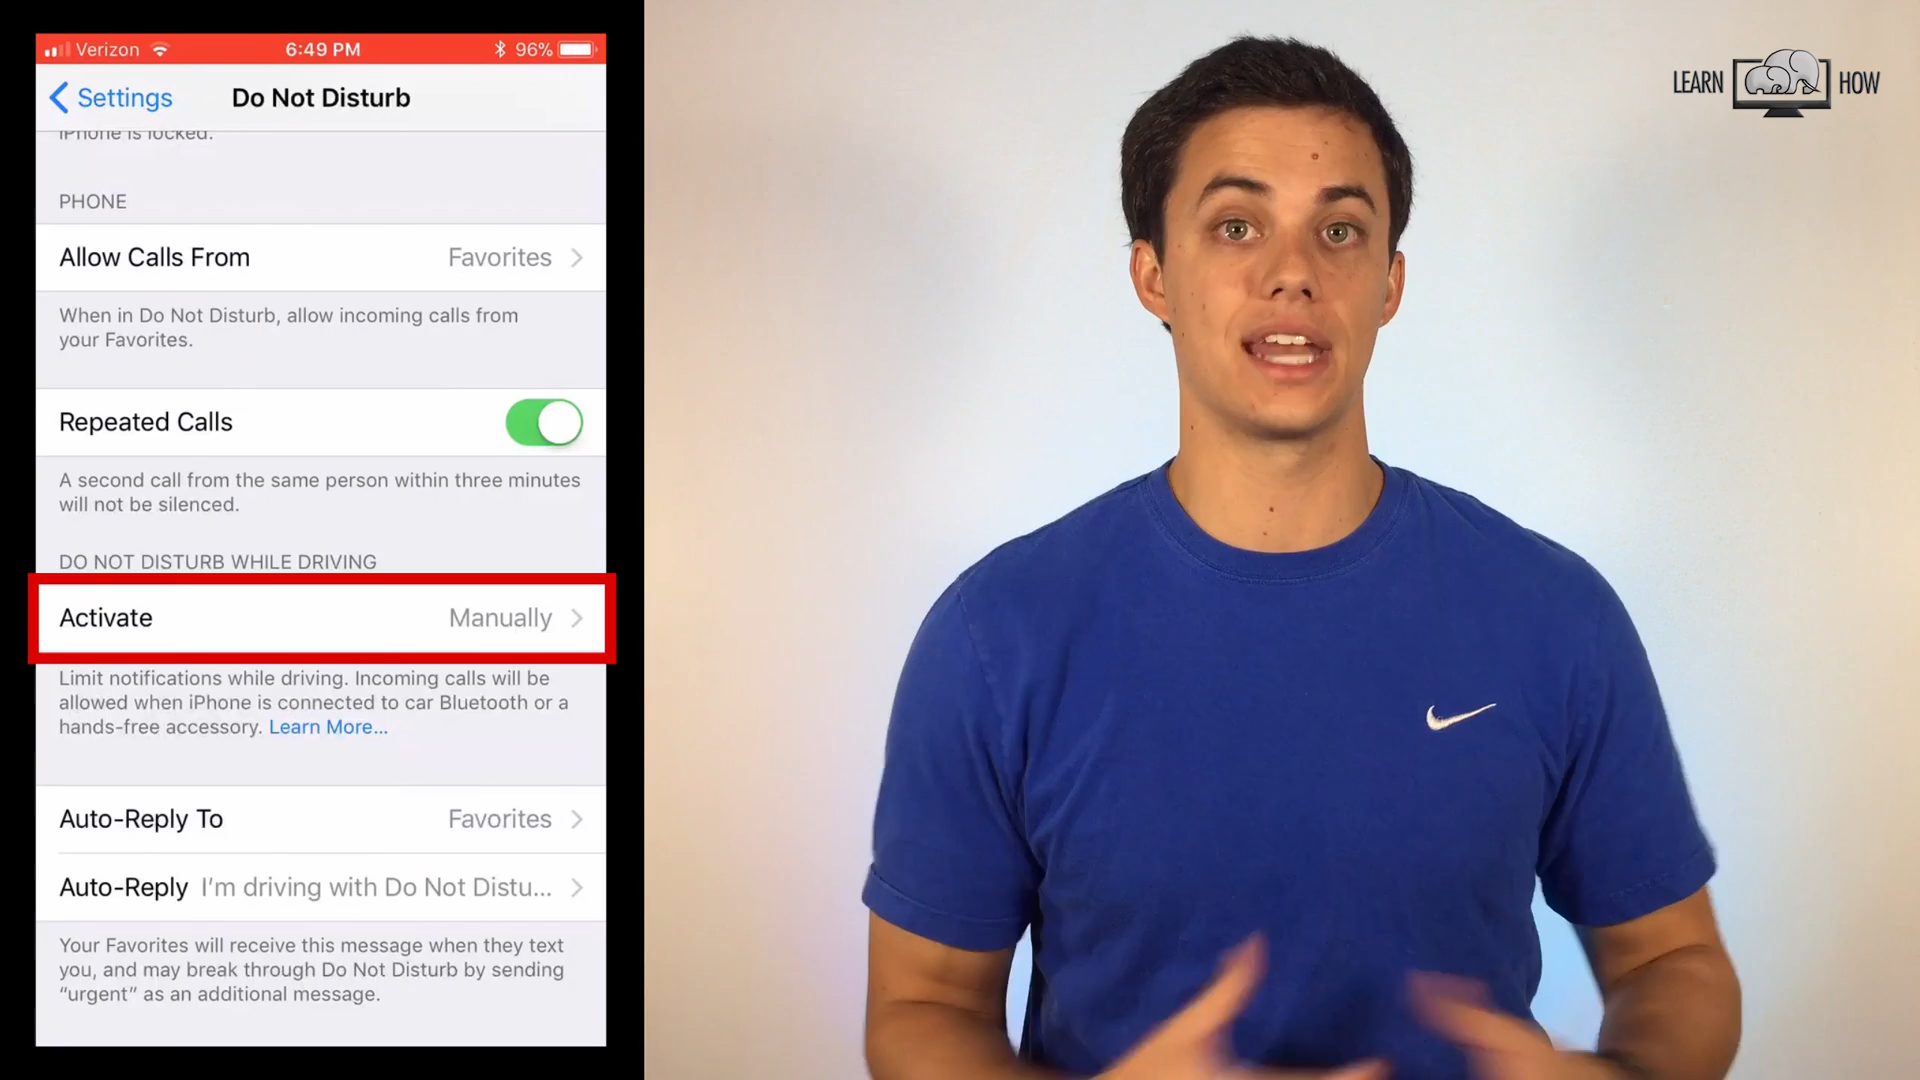 Verizon 6:49 PM 96%
Settings Do Not Disturb
iPhone is locked.
PHONE
Allow Calls From Favorites
When in Do Not Disturb, allow incoming calls from
your Favorites.
Repeated Calls
A second call from the same person within three minutes
will not be silenced.
DO NOT DISTURB WHILE DRIVING
Activate Manually
Limit notifications while driving. Incoming calls will be
allowed when iPhone is connected to car Bluetooth or a
hands-free accessory. Learn More...
Auto-Reply To Favorites
Auto-Reply I'm driving with Do Not Distu...
Your Favorites will receive this message when they text
you, and may break through Do Not Disturb by sending
“urgent” as an additional message.
LEARN HOW